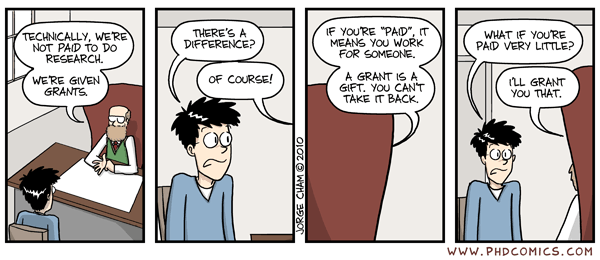 TECHNICALLY, WE'RE
NOT PAID TO DO
RESEARCH.
WE'RE GIVEN
GRANTS.
THERE'S A
DIFFERENCE?
OF COURSE!
IF YOU'RE "PAID", IT
MEANS YOU WORK
FOR SOMEONE.
A GRANT IS A
GIFT. YOU CAN'T
TAKE IT BACK.
WHAT IF YOU'RE
PAID VERY LITTLE?
I'LL GRANT
YOU THAT.
JORGE CHAM © 2010
WWW.PHDCOMICS.COM